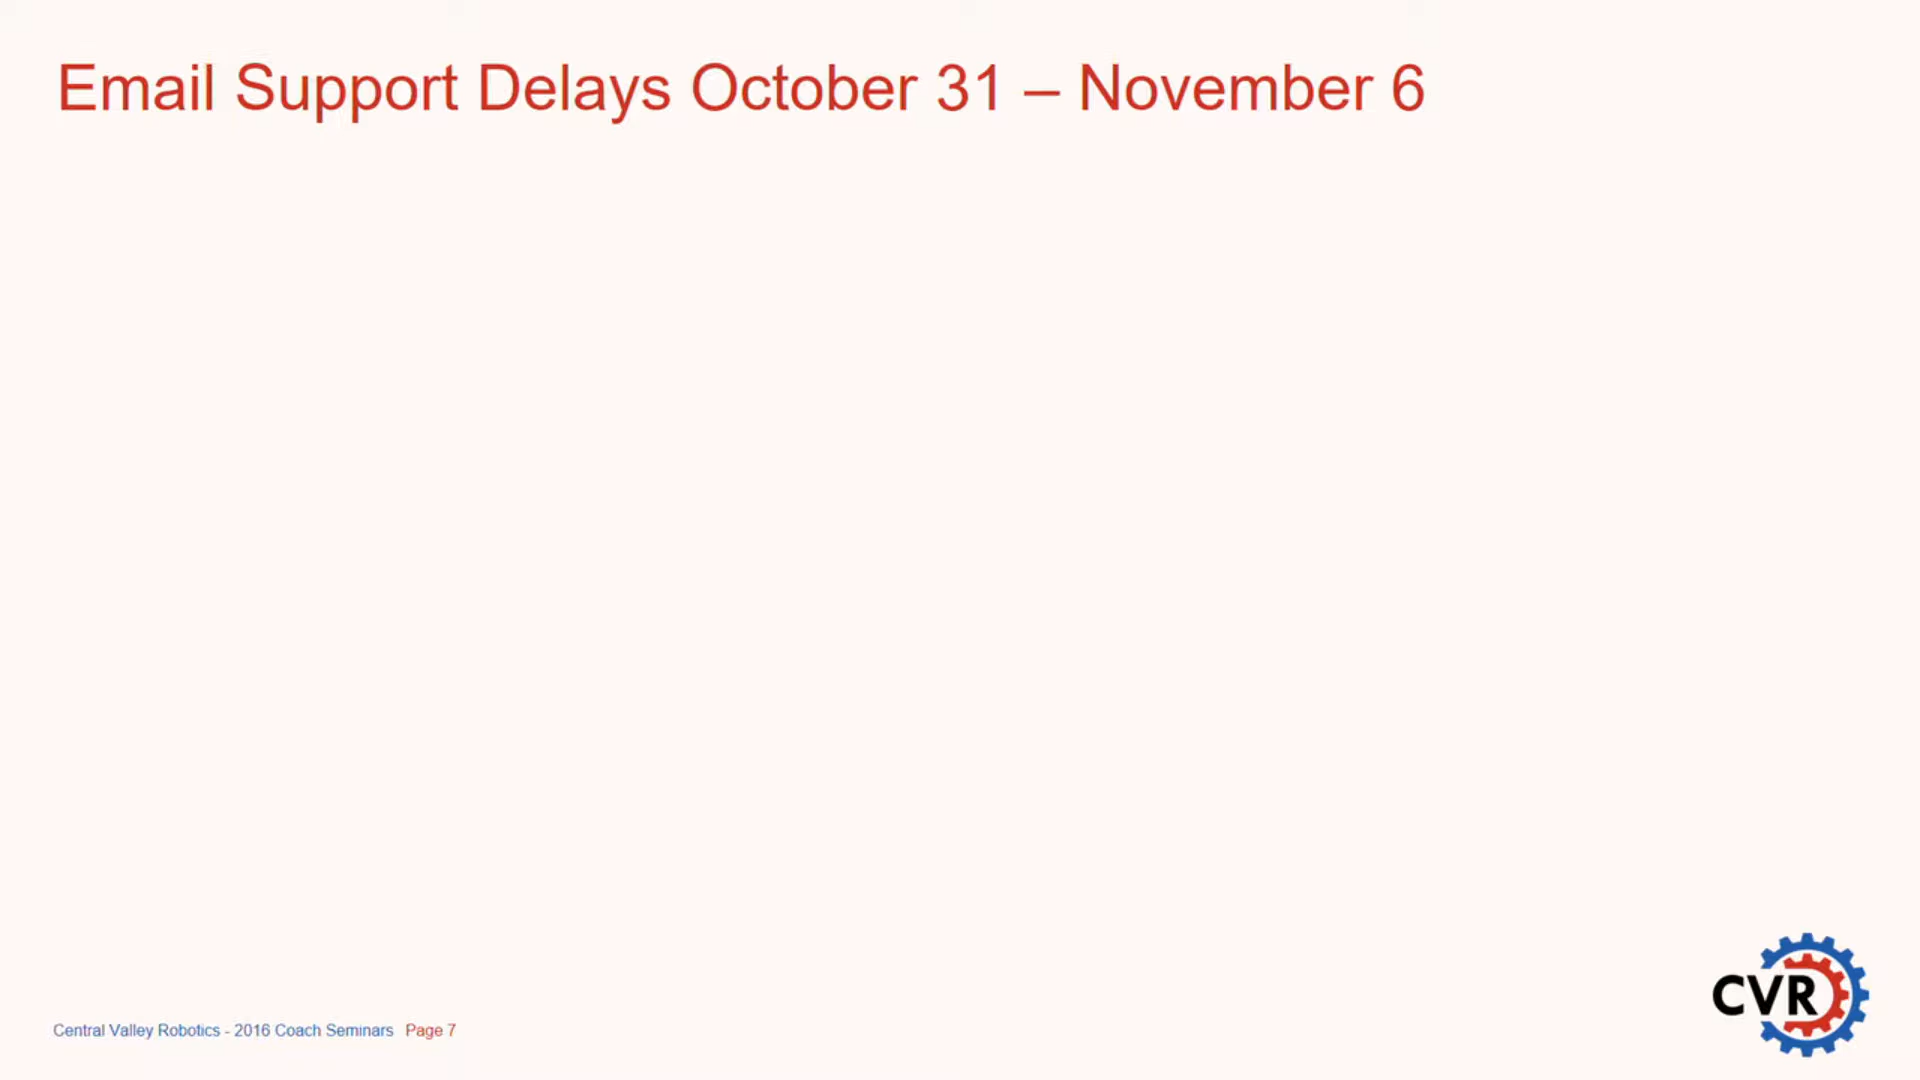 Email Support Delays October 31 – November 6
Central Valley Robotics - 2016 Coach Seminars Page 7
CVR